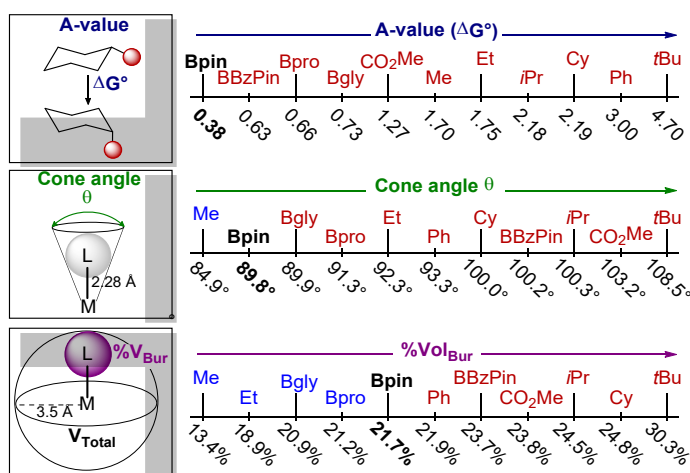 A-value
ΔG°
A-value (ΔG°)
Bpin BBzPin Bpro Bgly CO2Me Me Et iPr Cy Ph tBu
0.38 0.63 0.66 0.73 1.27 1.70 1.75 2.18 2.19 3.00 4.70
Cone angle
θ
L
2.28 Å
M
Cone angle θ
Me Bpin Bgly Bpro Et Ph Cy BBzPin iPr CO2Me tBu
84.9° 89.8° 89.9° 91.3° 92.3° 93.3° 100.0° 100.2° 100.3° 103.2° 108.5°
L
%VBur
M
3.5 Å
VTotal
%VolBur
Me Et Bgly Bpro Bpin Ph BBzPin CO2Me iPr Cy tBu
13.4% 18.9% 20.9% 21.2% 21.7% 21.9% 23.7% 23.8% 24.5% 24.8% 30.3%